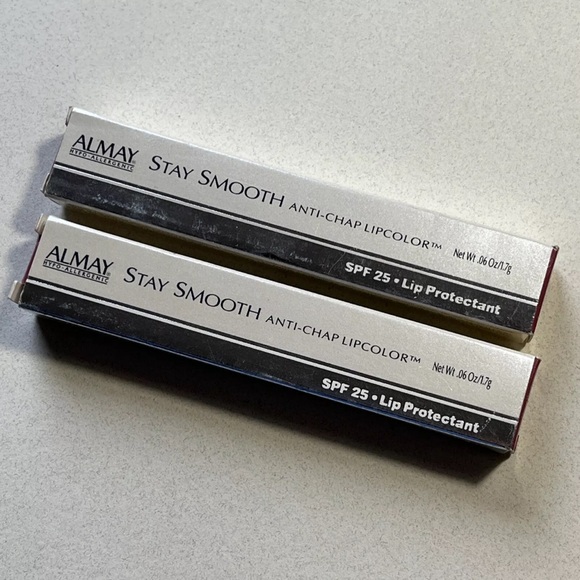 ALMAY
HYPO-ALLERGENIC
STAY SMOOTH ANTI-CHAP LIPCOLOR™ Net Wt .06 Oz/1.7g
SPF 25 • Lip Protectant
ALMAY
HYPO-ALLERGENIC
STAY SMOOTH ANTI-CHAP LIPCOLOR™ Net Wt .06 Oz/1.7g
SPF 25 • Lip Protectant